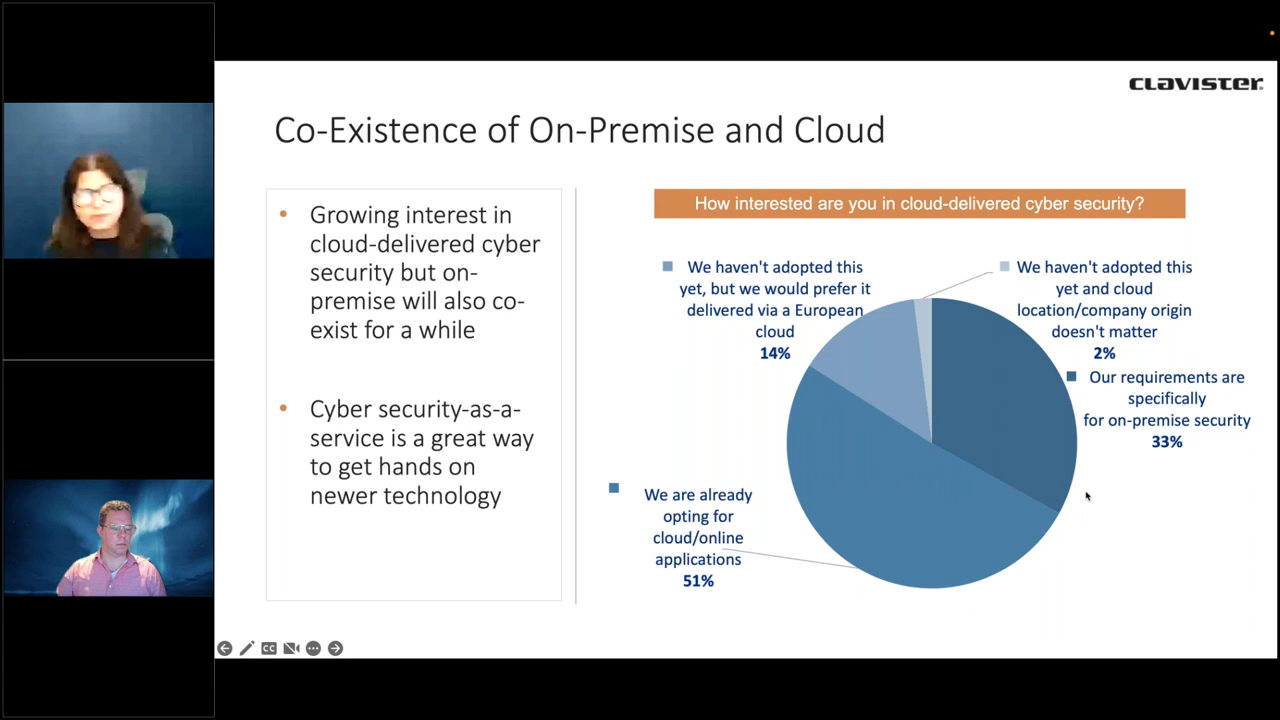 CLAVISTER
Co-Existence of On-Premise and Cloud
• Growing interest in
cloud-delivered cyber
security but on-
premise will also co-
exist for a while
• Cyber security-as-a-
service is a great way
to get hands on
newer technology
How interested are you in cloud-delivered cyber security?
We haven't adopted this
yet, but we would prefer it
delivered via a European
cloud
14%
We haven't adopted this
yet and cloud
location/company origin
doesn't matter
2%
Our requirements are
specifically
for on-premise security
33%
We are already
opting for
cloud/online
applications
51%
CC